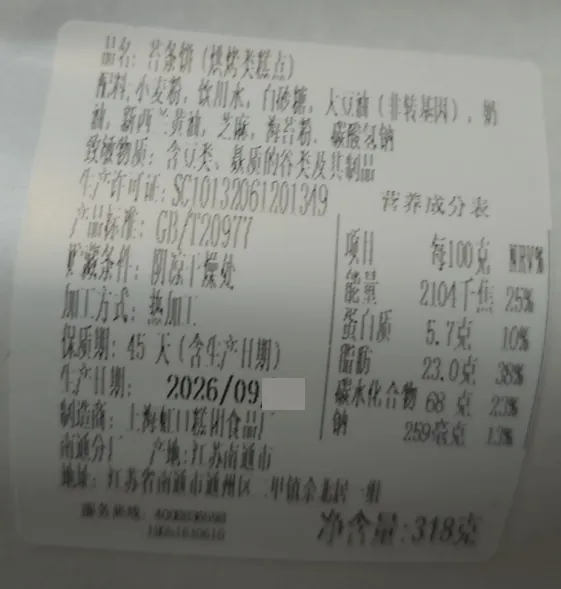 品名：苔条饼（烘烤类糕点）
配料：小麦粉，饮用水，白砂糖，大豆油（非转基因），奶
油，新西兰黄油，芝麻，海苔粉，碳酸氢钠
致敏物质：含豆类、麸质的谷类及其制品
生产许可证：SC10132061201349
产品标准：GB/T20977
贮藏条件：阴凉干燥处
加工方式：热加工
保质期：45 天（含生产日期）
生产日期： 2026/09
制造商：上海虹口糕团食品厂
南通分厂 产地：江苏南通市
地址：江苏省南通市通州区二甲镇余北居一组
服务热线：
净含量:318克
营养成分表
项目 每100克 NRV%
能量 2104千焦 25%
蛋白质 5.7克 10%
脂肪 23.0克 38%
碳水化合物 68 克 23%
钠 259毫克 13%